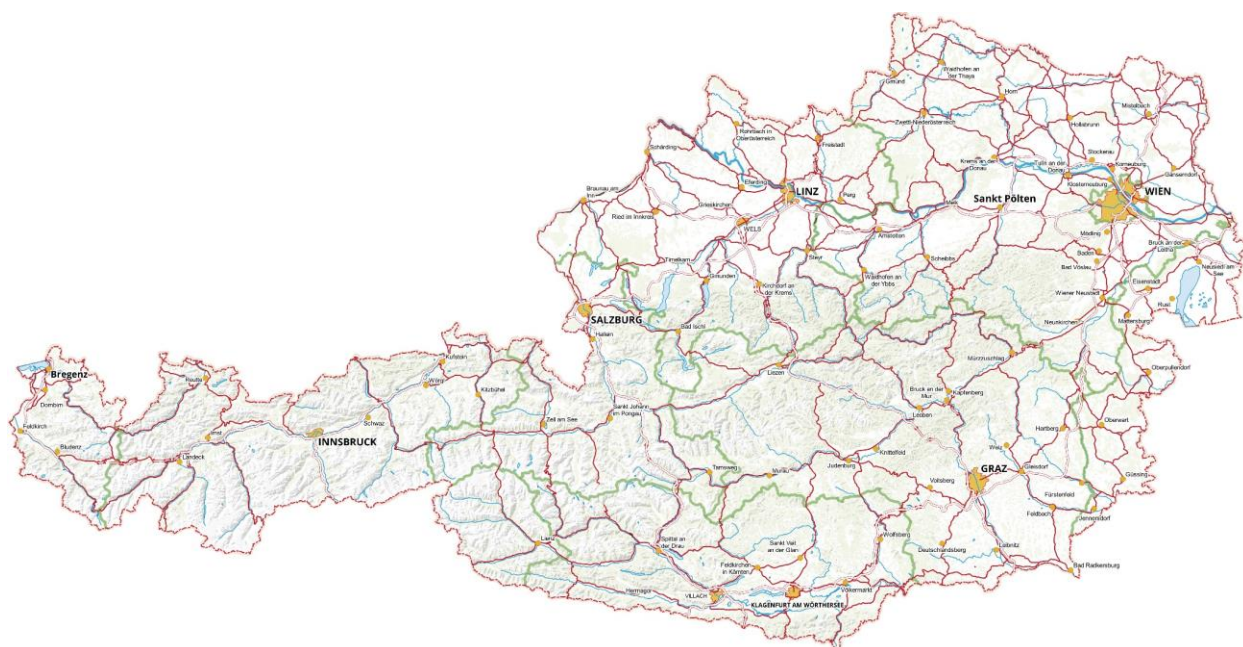 Waidhofen an
der Thaya
Gmünd
Horn
Mistelbach
Rohrbach in
Oberösterreich
Zwettl-Niederösterreich
Hollabrunn
Freistadt
Schärding
Krems an der
Donau
Tulln an der
Donau
Stockerau
Korneuburg
Gänserndorf
Eferding
Klosterneuburg
Braunau am
Inn
LINZ
Perg
Melk
Sankt Pölten
WIEN
Grieskirchen
Ried im Innkreis
WELS
Amstetten
Mödling
Bruck an der
Leitha
Baden
Steyr
Scheibbs
Bad Vöslau
Timelkam
Neusiedl am
See
Gmunden
Kirchdorf an
der Krems
Waidhofen an
der Ybbs
Eisenstadt
Wiener Neustadt
Rust
SALZBURG
Mattersburg
Neunkirchen
Bad Ischl
Hallein
Mürzzuschlag
Kufstein
Liezen
Oberpullendorf
Bregenz
Reutte
Wörgl
Kitzbühel
Bruck an der
Mur
Kapfenberg
Dornbirn
Leoben
Sankt Johann
im Pongau
Schwaz
Zell am See
Feldkirch
Oberwart
Hartberg
INNSBRUCK
Imst
Bludenz
Weiz
Knittelfeld
Landeck
Judenburg
GRAZ
Gleisdorf
Tamsweg
Murau
Güssing
Voitsberg
Fürstenfeld
Feldbach
Jennersdorf
Lienz
Spittal an
der Drau
Sankt Veit
an der Glan
Wolfsberg
Deutschlandsberg
Leibnitz
Feldkirchen
in Kärnten
Bad Radkersburg
Hermagor
VILLACH
Völkermarkt
KLAGENFURT AM WÖRTHERSEE